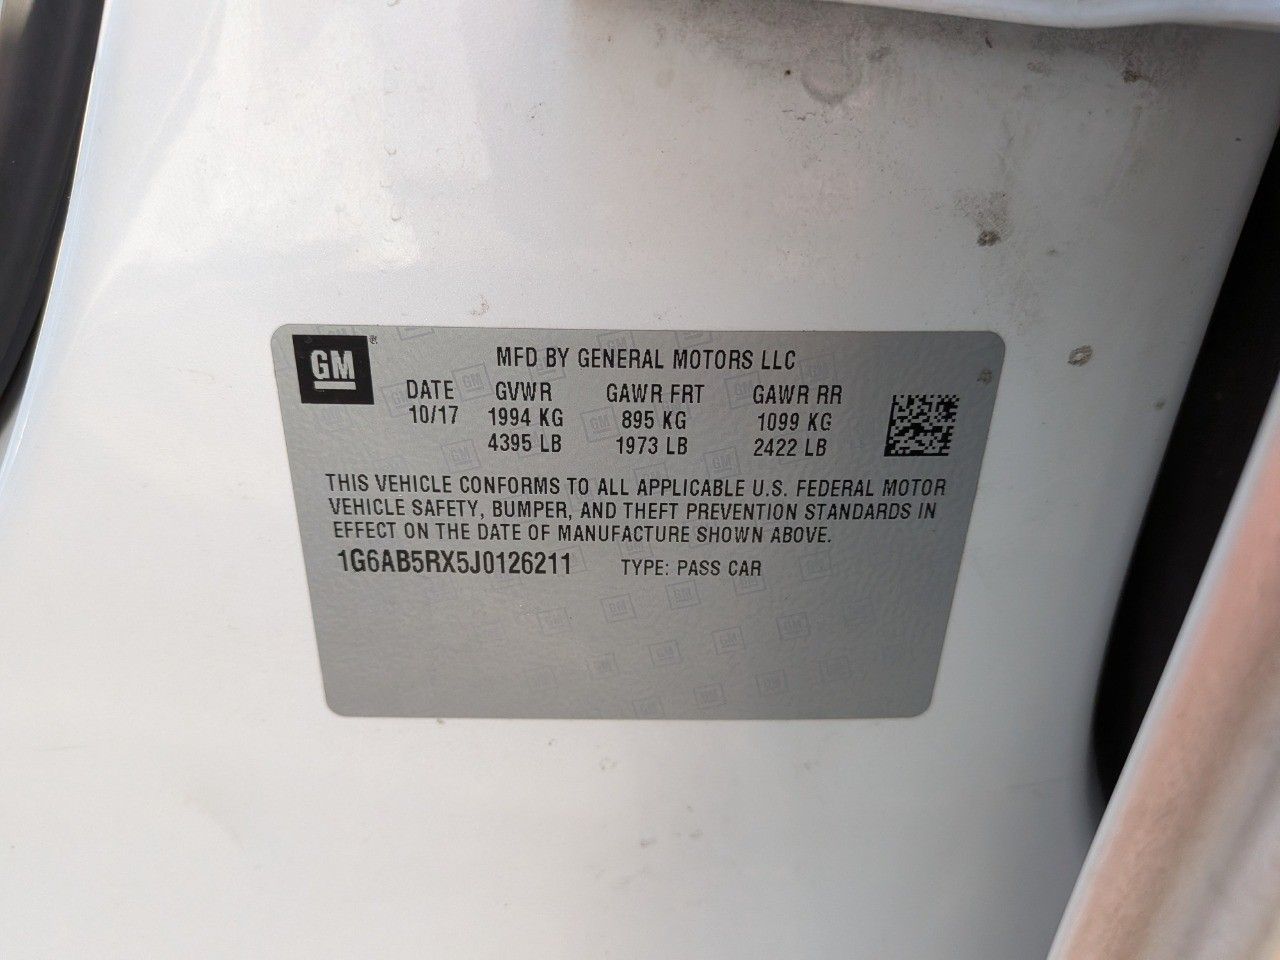 GM ®
MFD BY GENERAL MOTORS LLC
DATE GVWR GAWR FRT GAWR RR
10/17 1994 KG 895 KG 1099 KG
4395 LB 1973 LB 2422 LB
THIS VEHICLE CONFORMS TO ALL APPLICABLE U.S. FEDERAL MOTOR
VEHICLE SAFETY, BUMPER, AND THEFT PREVENTION STANDARDS IN
EFFECT ON THE DATE OF MANUFACTURE SHOWN ABOVE.
1G6AB5RX5J0126211 TYPE: PASS CAR